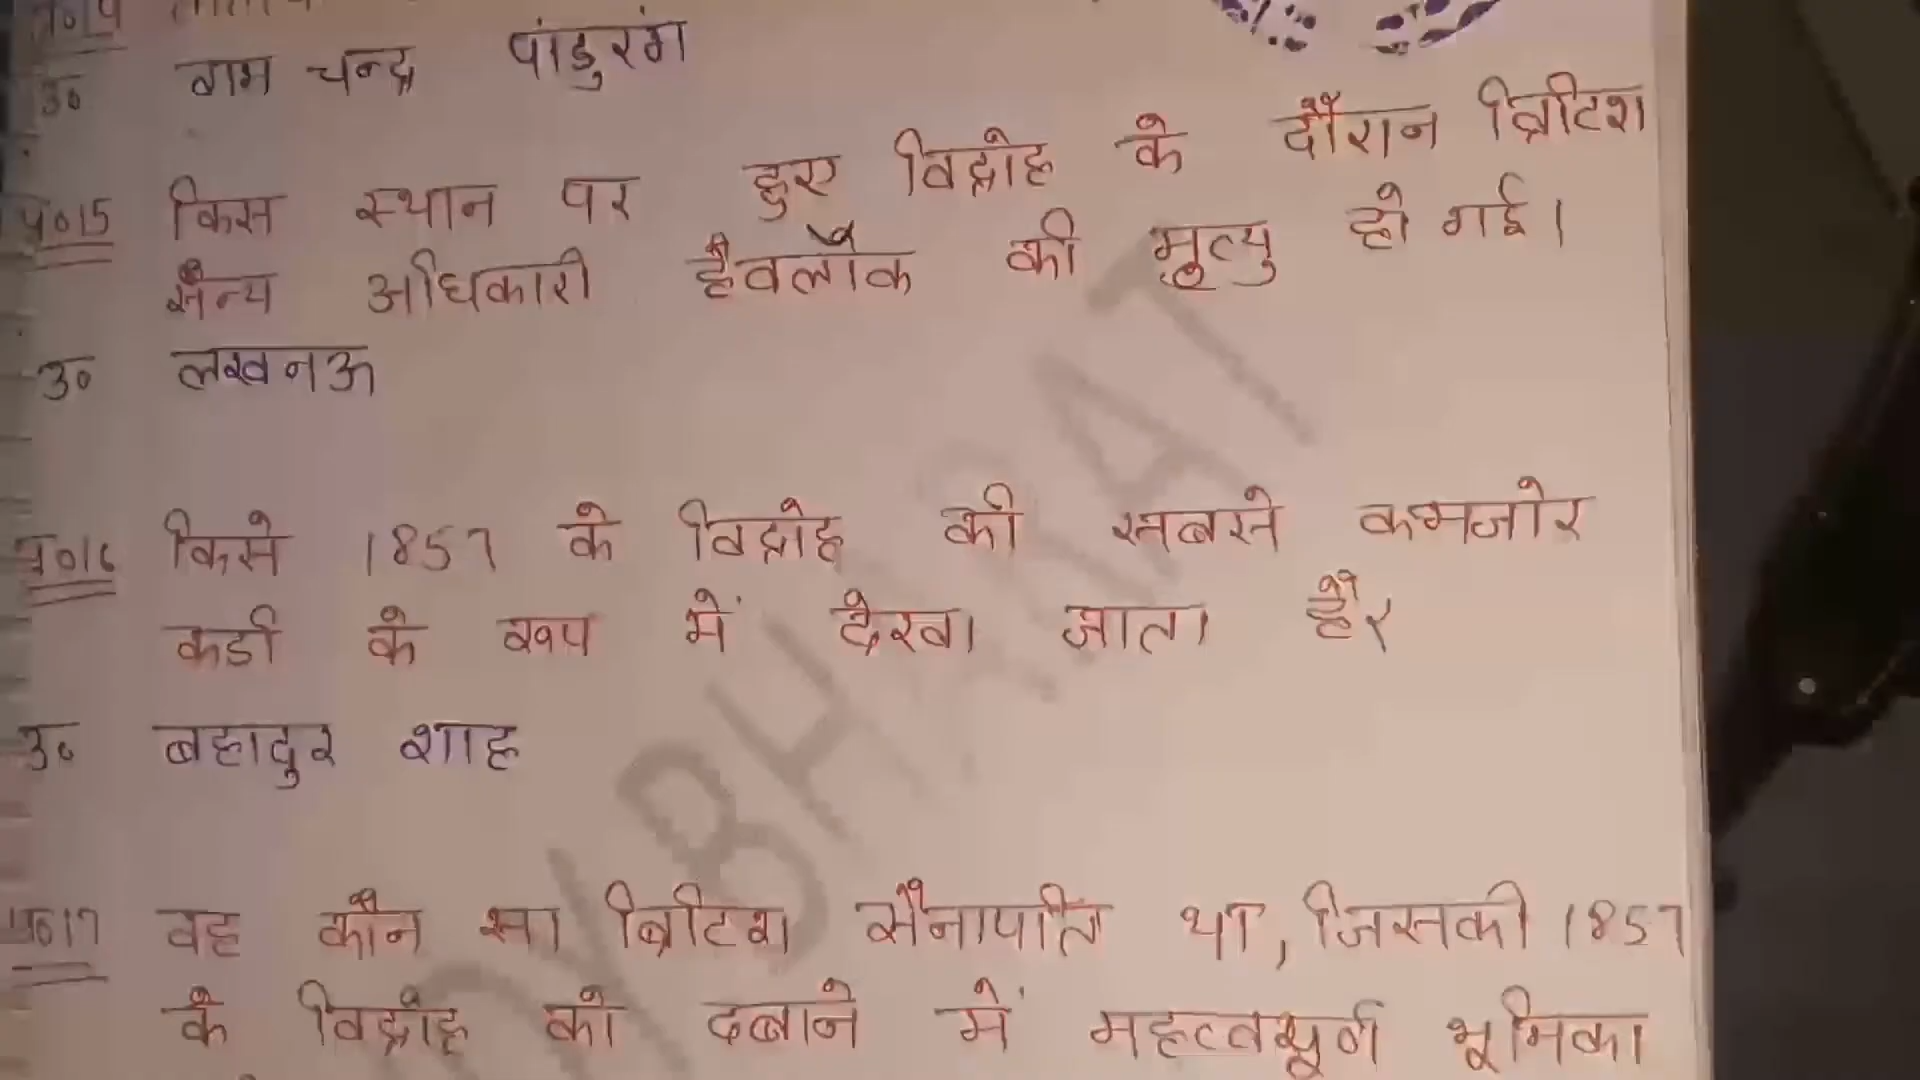 उ० राम चन्द्र पांडुरंग
प्र०15 किस स्थान पर हुए विद्रोह के दौरान ब्रिटिश
सैन्य अधिकारी हैवलॉक की मृत्यु हो गई।
उ० लखनऊ
प्र०16 किसे 1857 के विद्रोह की सबसे कमजोर
कडी के रूप में देखा जाता है?
उ० बहादुर शाह
प्र०17 वह कौन सा ब्रिटिश सैनापति था, जिसकी 1857
के विद्रोह को दबाने में महत्वपूर्ण भूमिका
BHARAT